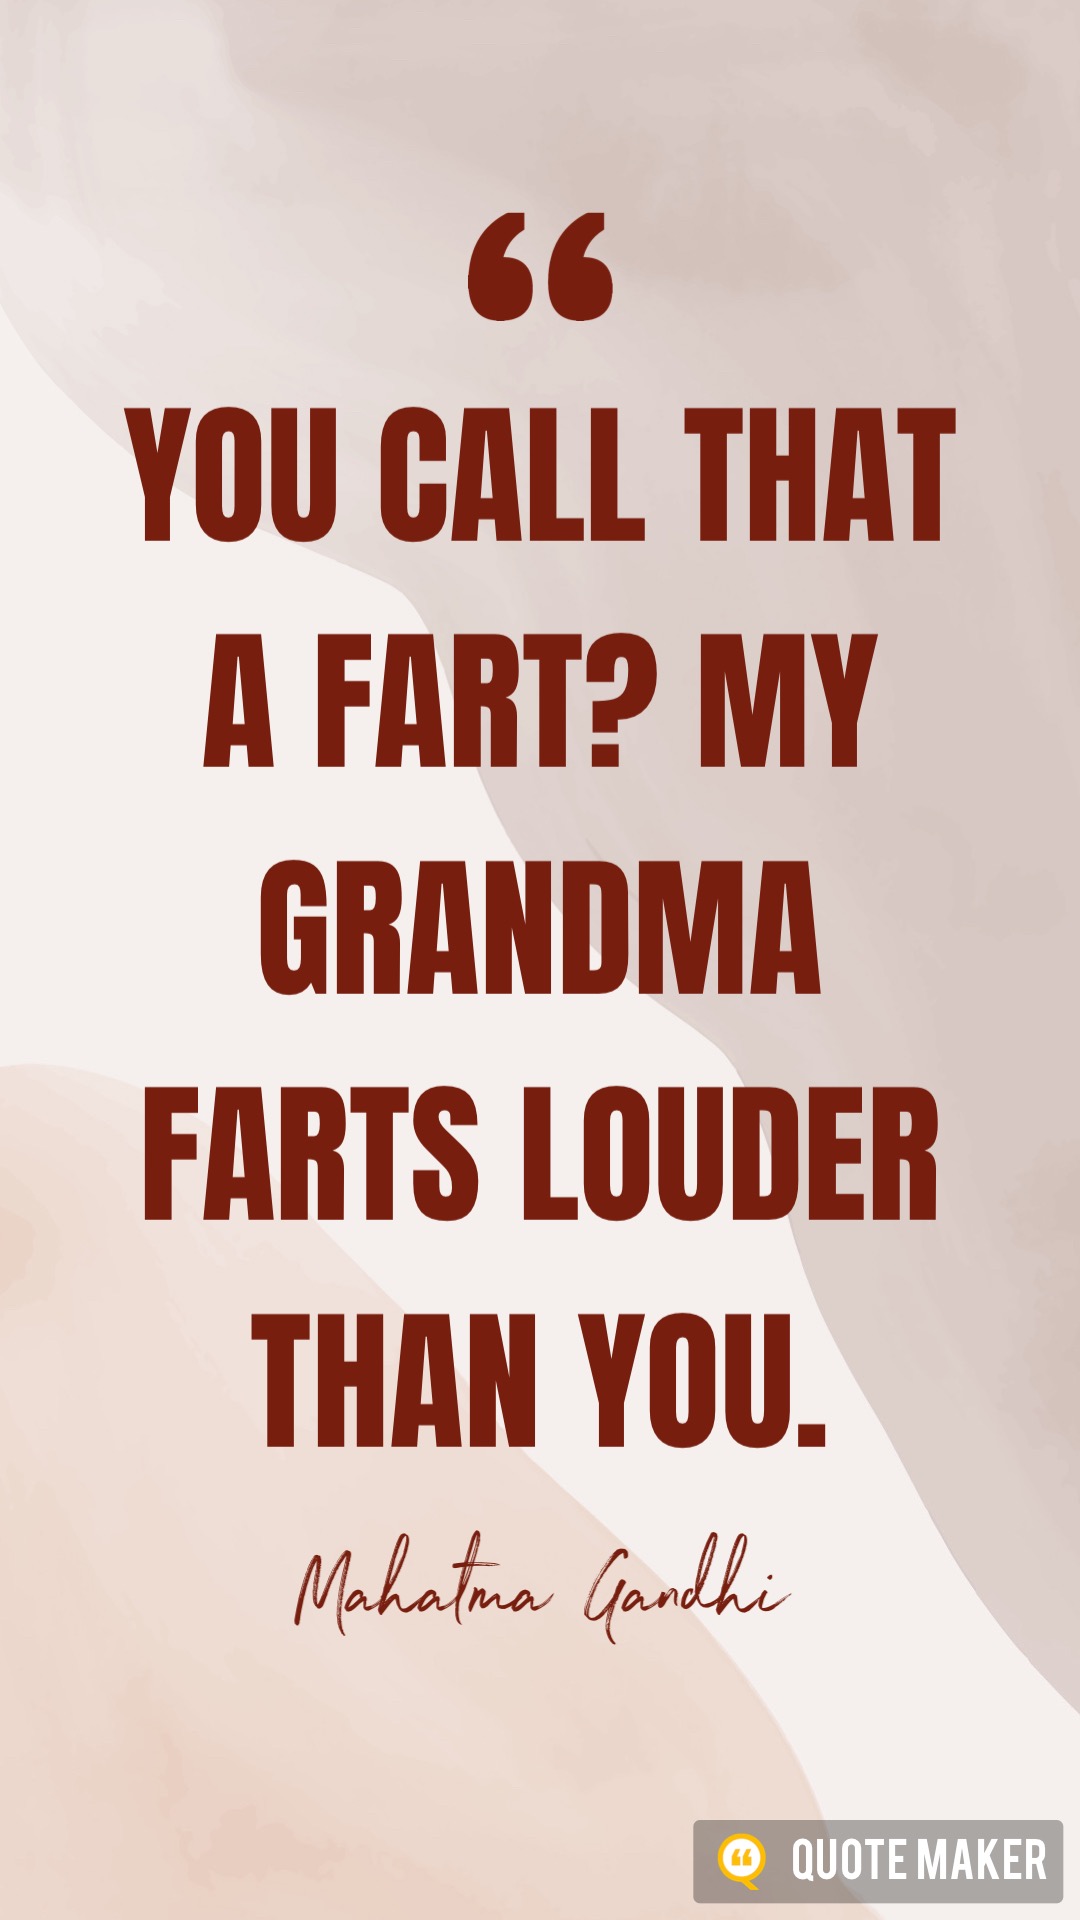 “
YOU CALL THAT
A FART? MY
GRANDMA
FARTS LOUDER
THAN YOU.
Mahatma Gandhi
QUOTE MAKER